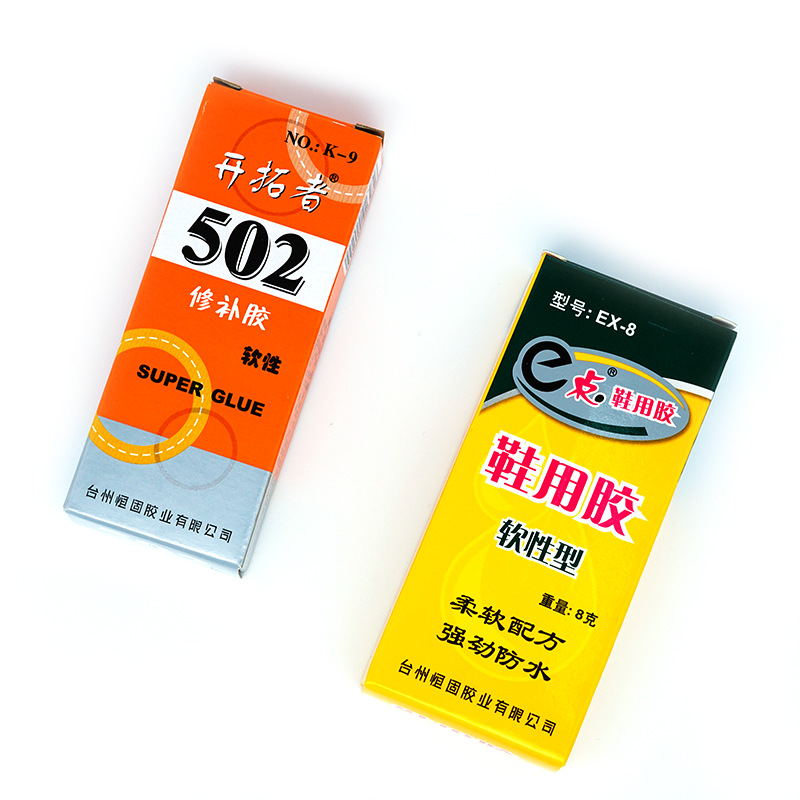 NO.: K-9
开拓者®
502
修补胶
软性
SUPER GLUE
台州恒固胶业有限公司
型号: EX-8
e点®鞋用胶
鞋用胶
软性型
重量: 8克
柔软配方
强劲防水
台州恒固胶业有限公司